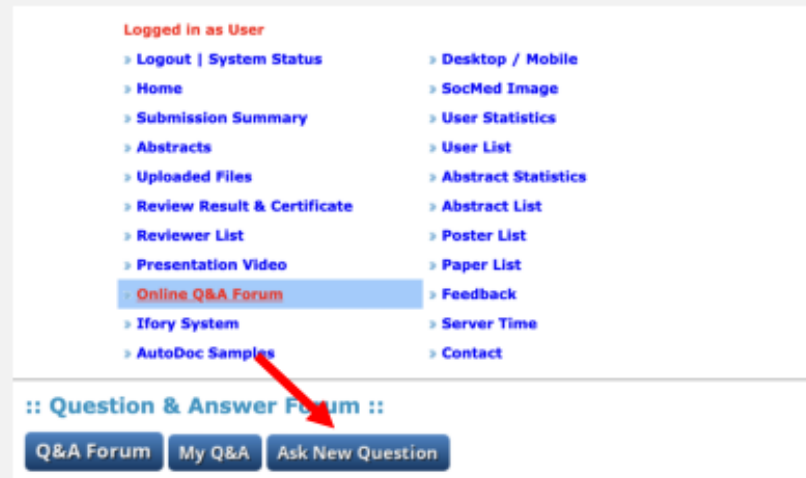 Logged in as User
» Logout | System Status
» Home
» Submission Summary
» Abstracts
» Uploaded Files
» Review Result & Certificate
» Reviewer List
» Presentation Video
» Online Q&A Forum
» Ifory System
» AutoDoc Samples
» Desktop / Mobile
» SocMed Image
» User Statistics
» User List
» Abstract Statistics
» Abstract List
» Poster List
» Paper List
» Feedback
» Server Time
» Contact
:: Question & Answer Forum ::
Q&A Forum My Q&A Ask New Question